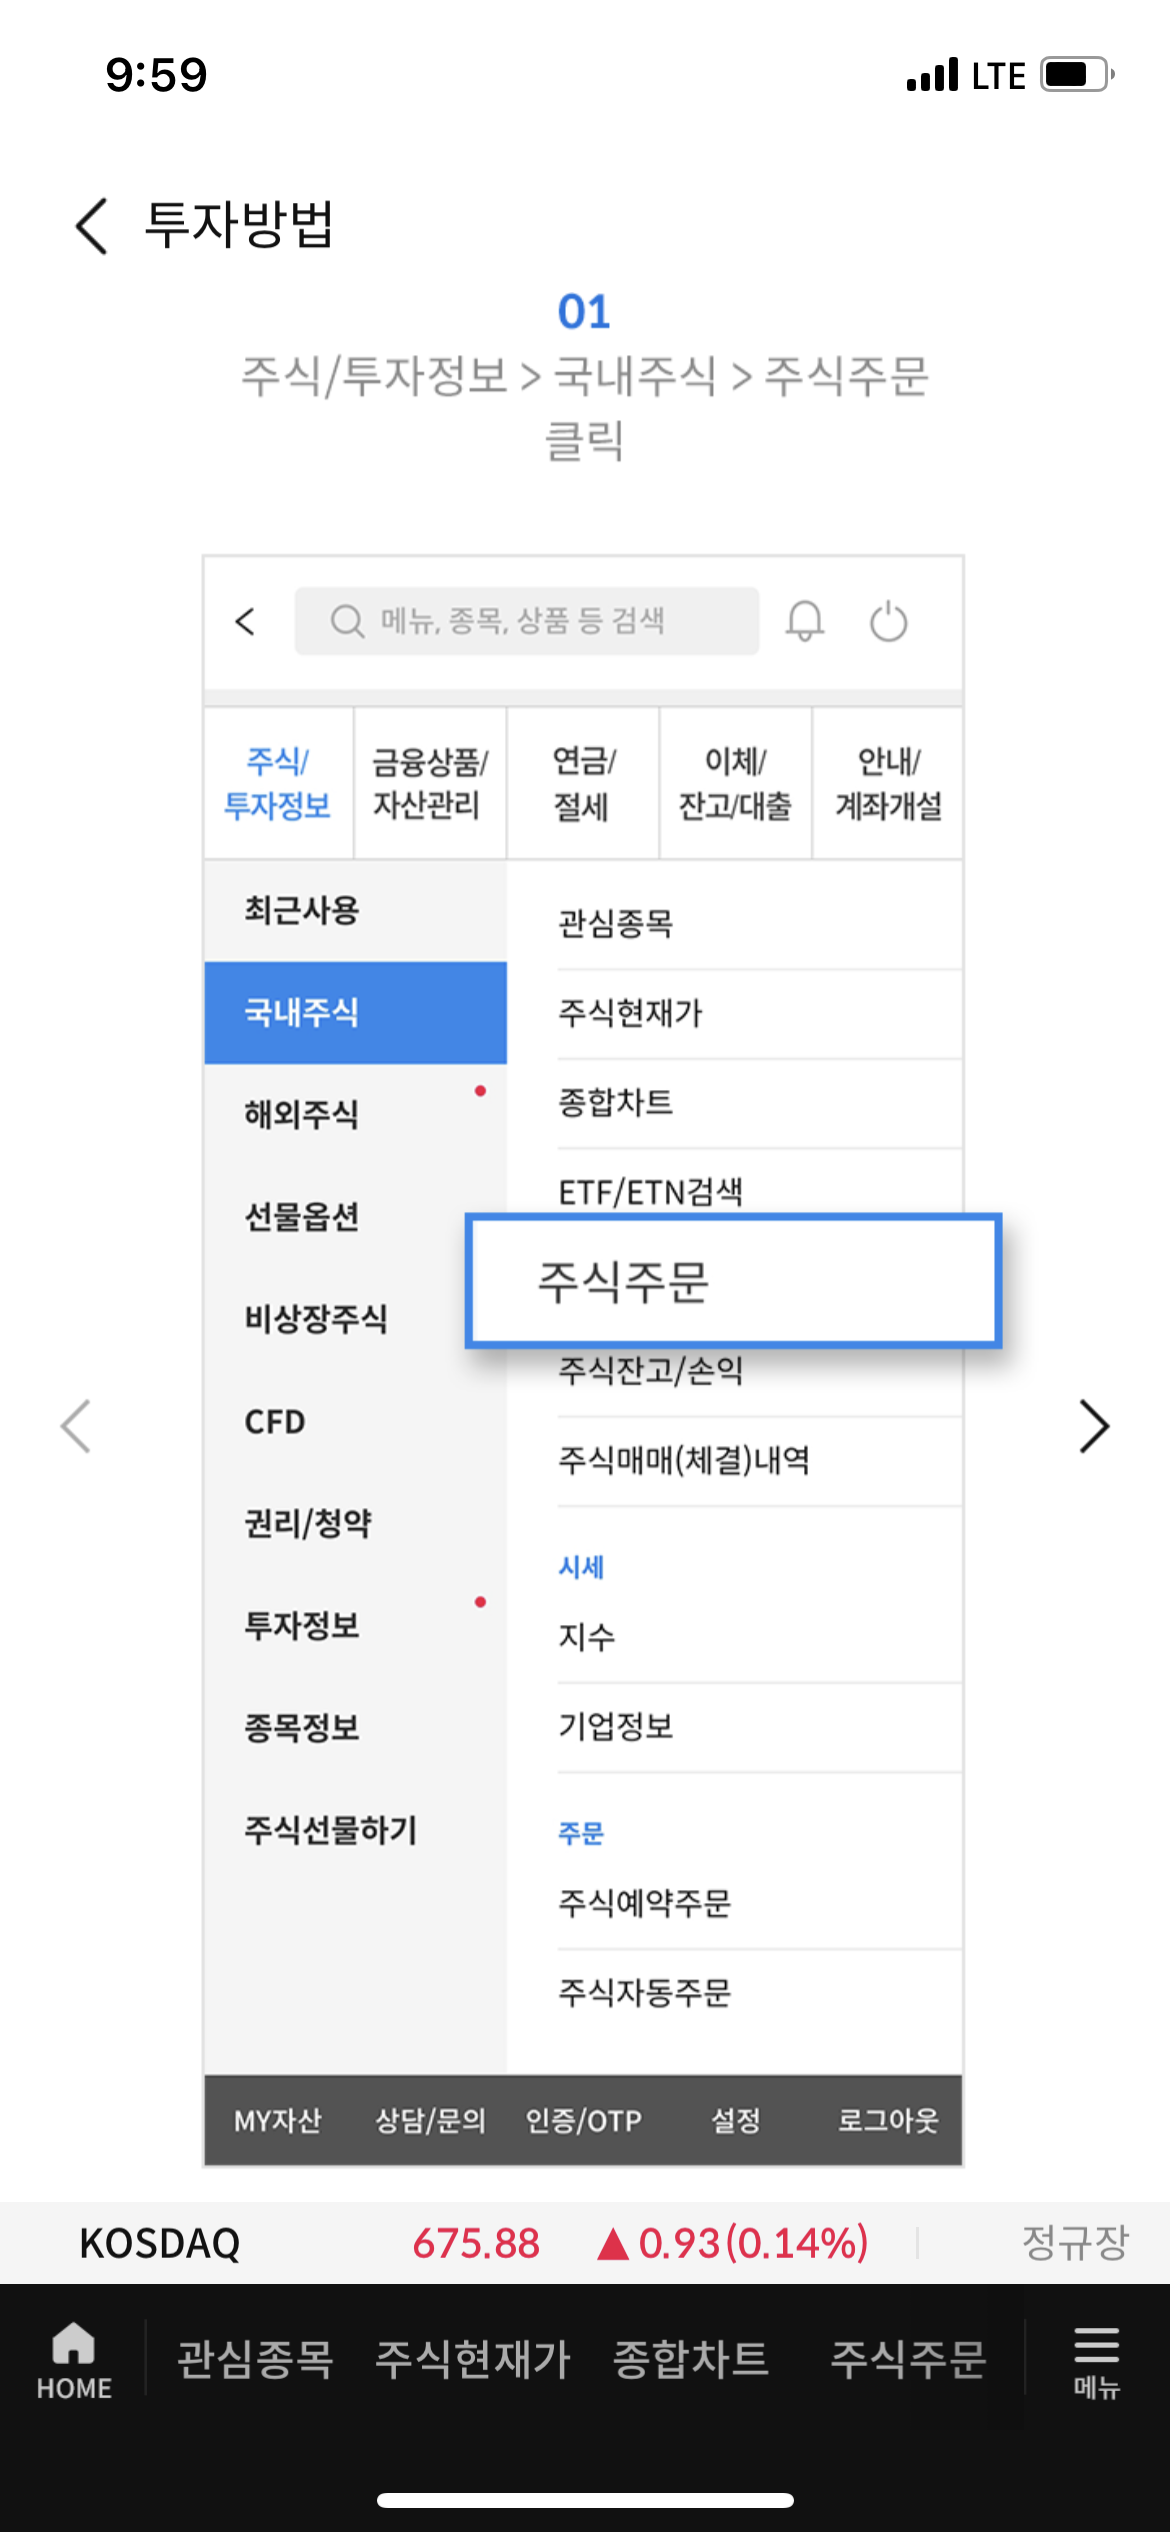 9:59
LTE
투자방법
01
주식/투자정보 > 국내주식 > 주식주문
클릭
메뉴, 종목, 상품 등 검색
주식/
투자정보
금융상품/
자산관리
연금/
절세
이체/
잔고/대출
안내/
계좌개설
최근사용
국내주식
해외주식
선물옵션
비상장주식
CFD
권리/청약
투자정보
종목정보
주식선물하기
관심종목
주식현재가
종합차트
ETF/ETN검색
주식주문
주식잔고/손익
주식매매(체결)내역
시세
지수
기업정보
주문
주식예약주문
주식자동주문
MY자산 상담/문의 인증/OTP 설정 로그아웃
KOSDAQ 675.88 ▲0.93(0.14%) 정규장
HOME 관심종목 주식현재가 종합차트 주식주문 메뉴